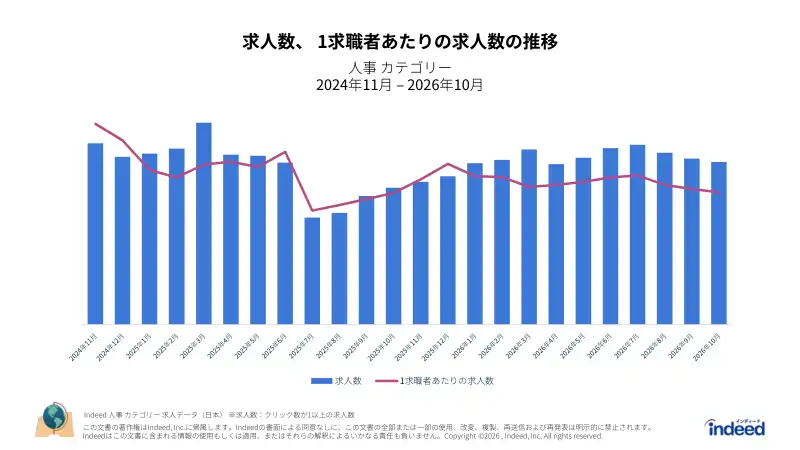 求人数、 1求職者あたりの求人数の推移
人事 カテゴリー
2024年11月 – 2026年10月
2024年11月
2024年12月
2025年1月
2025年2月
2025年3月
2025年4月
2025年5月
2025年6月
2025年7月
2025年8月
2025年9月
2025年10月
2025年11月
2025年12月
2026年1月
2026年2月
2026年3月
2026年4月
2026年5月
2026年6月
2026年7月
2026年8月
2026年9月
2026年10月
求人数
1求職者あたりの求人数
Indeed 人事 カテゴリー 求人データ（日本） ※求人数：クリック数が1以上の求人数
この文書の著作権はIndeed, Inc.に帰属します。Indeedの書面による同意なしに、この文書の全部または一部の使用、改変、複製、再送信および再発表は明示的に禁止されます。
Indeedはこの文書に含まれる情報の使用もしくは適用、またはそれらの解釈によるいかなる責任も負いません。Copyright ©2026 , Indeed, Inc. All rights reserved.
インディード
indeed